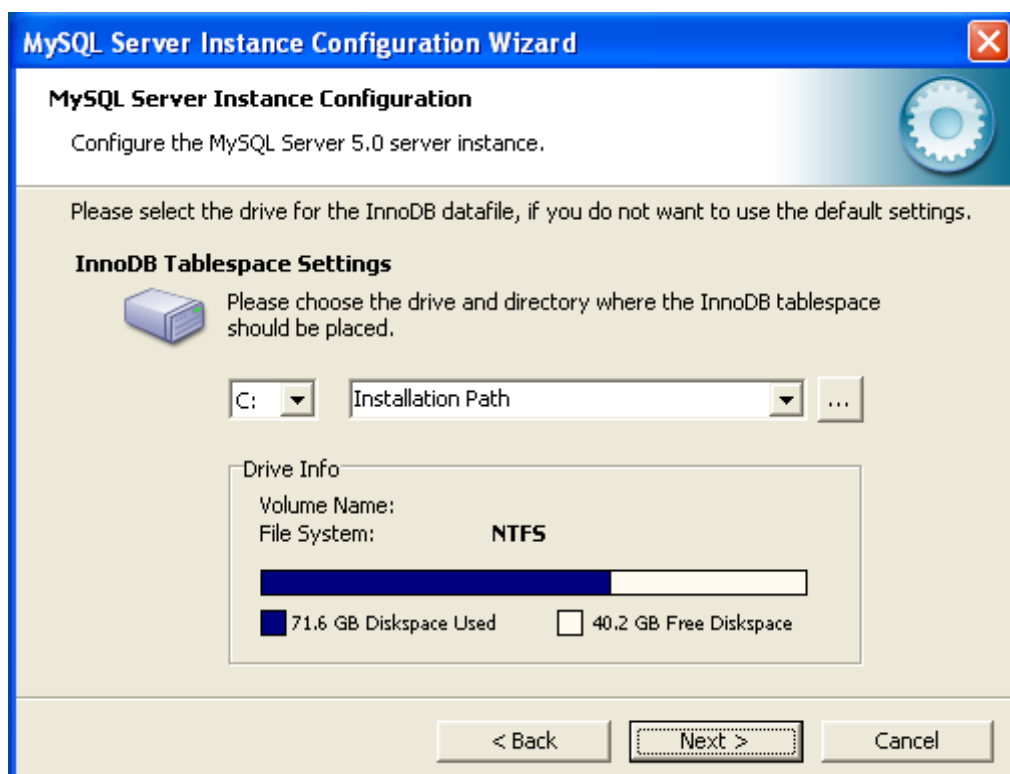 MySQL Server Instance Configuration Wizard
MySQL Server Instance Configuration
Configure the MySQL Server 5.0 server instance.
Please select the drive for the InnoDB datafile, if you do not want to use the default settings.
InnoDB Tablespace Settings
Please choose the drive and directory where the InnoDB tablespace
should be placed.
C: Installation Path ...
Drive Info
Volume Name:
File System: NTFS
71.6 GB Diskspace Used 40.2 GB Free Diskspace
< Back Next > Cancel